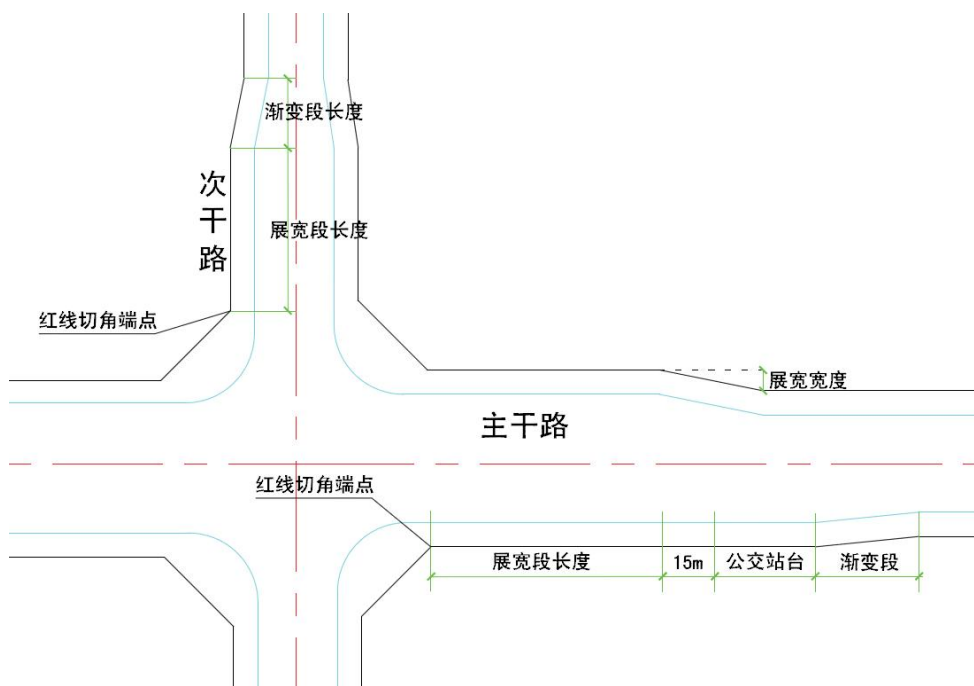 渐变段长度
次干路
展宽段长度
红线切角端点
展宽宽度
主干路
红线切角端点
展宽段长度
15m
公交站台
渐变段